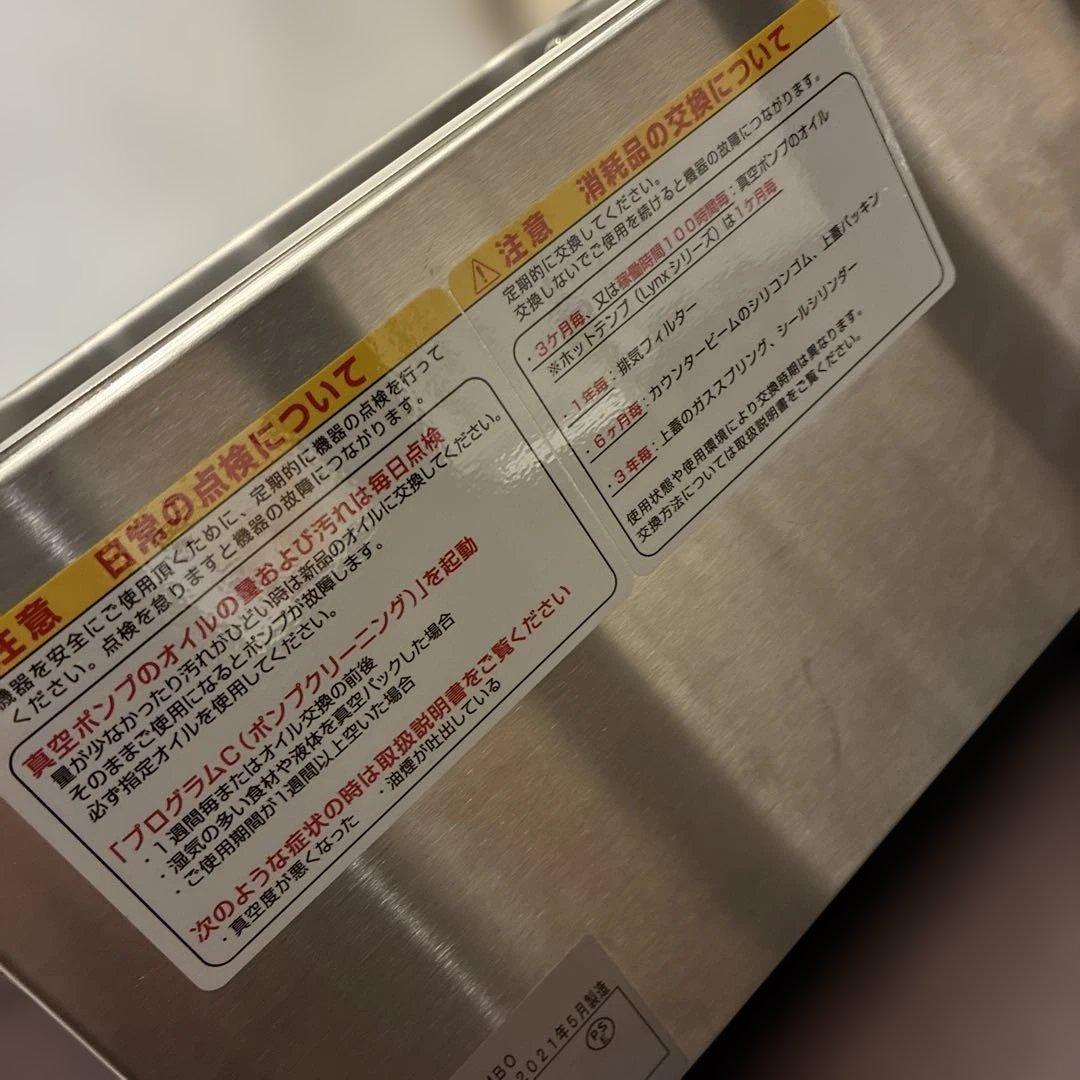 注意 日常の点検について
機器を安全にご使用頂くために、定期的に機器の点検を行って
ください。点検を怠りますと機器の故障につながります。
真空ポンプのオイルの量および汚れは毎日点検
量が少なかったり汚れがひどい時は新品のオイルに交換してください。
そのままご使用になるとポンプが故障します。
必ず指定オイルを使用してください。
「プログラムC(ポンプクリーニング)」を起動
・1週間毎またはオイル交換の前後
・湿気の多い食材や液体を真空パックした場合
・ご使用期間が1週間以上空いた場合
次のような症状の時は取扱説明書をご覧ください
・真空度が悪くなった ・油煙が吐出している
⚠注意 消耗品の交換について
定期的に交換してください。
交換しないでご使用を続けると機器の故障につながります。
・3ケ月毎、又は稼働時間100時間毎:真空ポンプのオイル
※ホットテンプ(Lynxシリーズ)は1ケ月毎
・1年毎:排気フィルター
・6ヶ月毎:カウンタービームのシリコンゴム、上蓋パッキン
・3年毎:上蓋のガススプリング、シールシリンダー
使用状態や使用環境により交換時期は異なります。
交換方法については取扱説明書をご覧ください。
2021年5月製造
PS
E